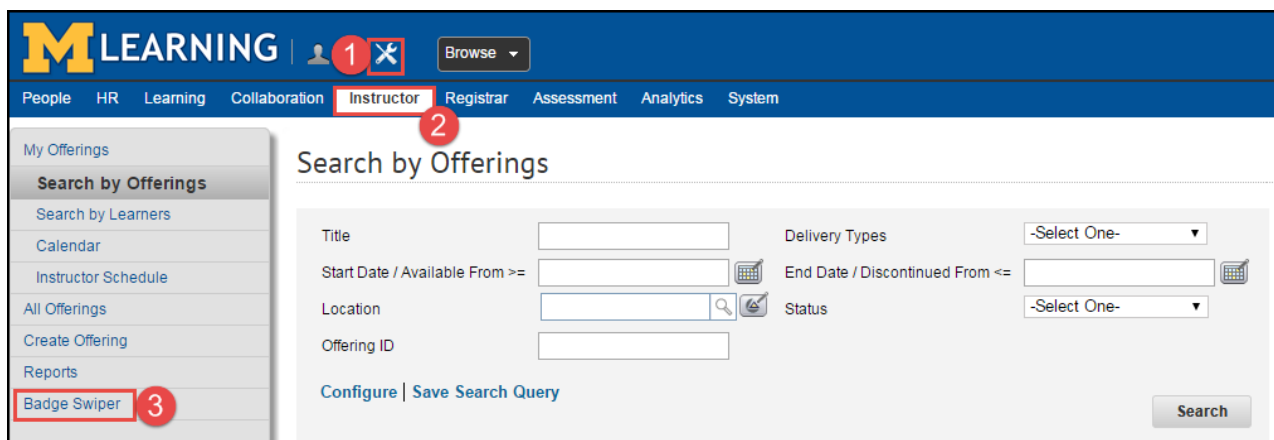 M LEARNING 1 Browse
People HR Learning Collaboration Instructor Registrar Assessment Analytics System
2
My Offerings
Search by Offerings
Search by Learners
Calendar
Instructor Schedule
All Offerings
Create Offering
Reports
Badge Swiper 3
Search by Offerings
Title Delivery Types -Select One-
Start Date / Available From >= End Date / Discontinued From <=
Location Status -Select One-
Offering ID
Configure | Save Search Query
Search